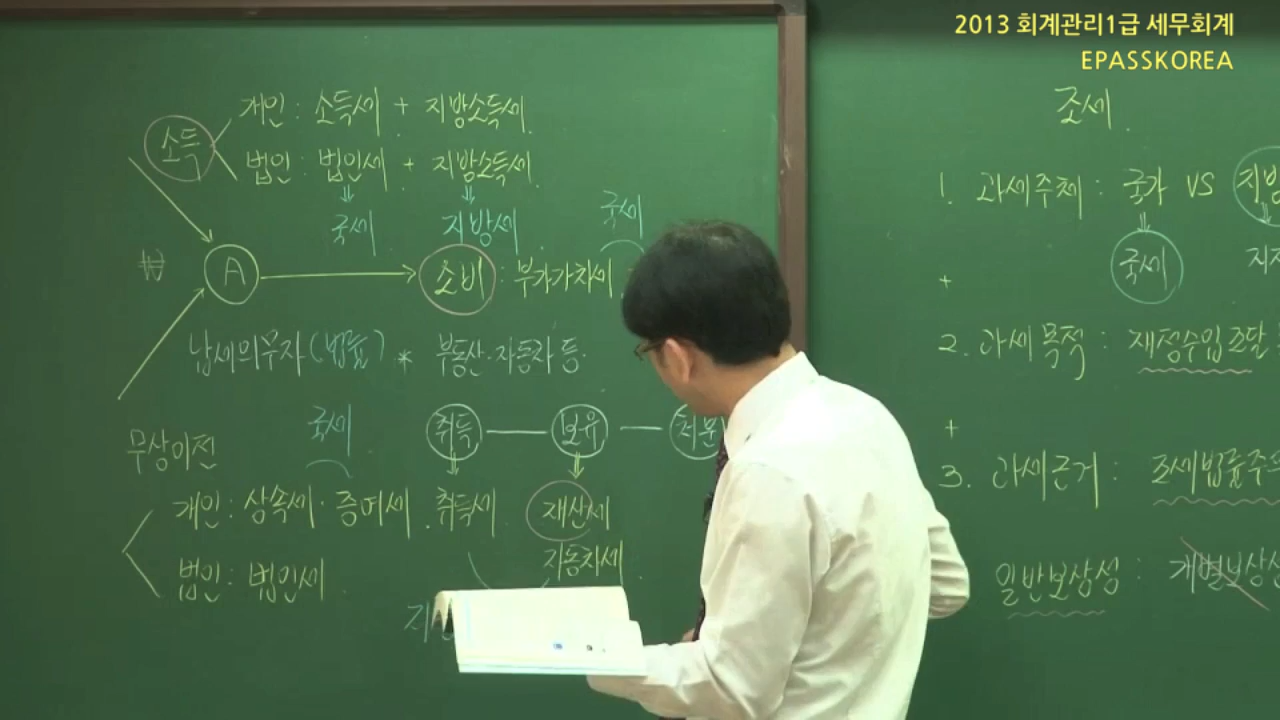 2013 회계관리1급 세무회계
EPASSKOREA
소득
개인 : 소득세 + 지방소득세.
법인 : 법인세 + 지방소득세.
국세
지방세.
국세
₩
A
소비 : 부가가치세
납세의무자(법률)
* 부동산·자동차 등.
국세
취득
보유
처분
무상이전
개인 : 상속세·증여세.
취득세.
재산세
자동차세.
법인 : 법인세.
조세.
1. 과세주체 : 국가 VS 지방
국세
+
2. 과세목적 : 재정수입조달
+
3. 과세근거 : 조세법률주의
일반보상성 : 개별보상성